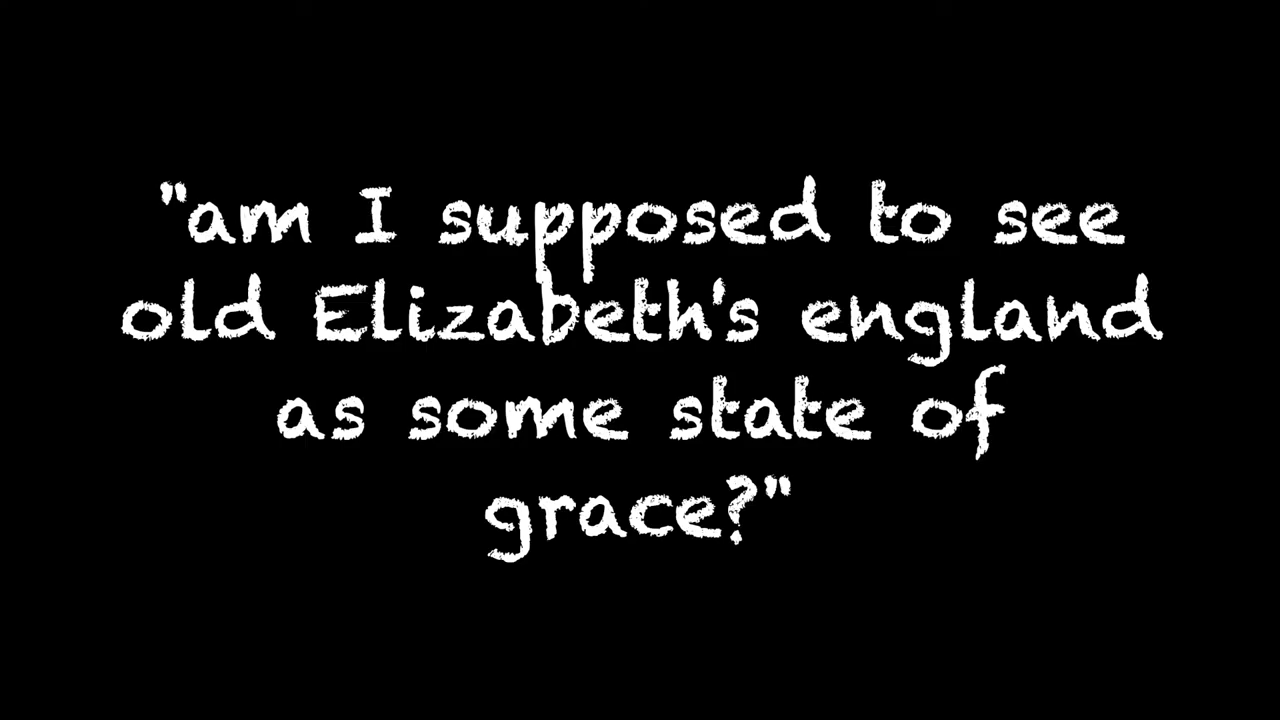 "am I supposed to see
old Elizabeth's england
as some state of
grace?"